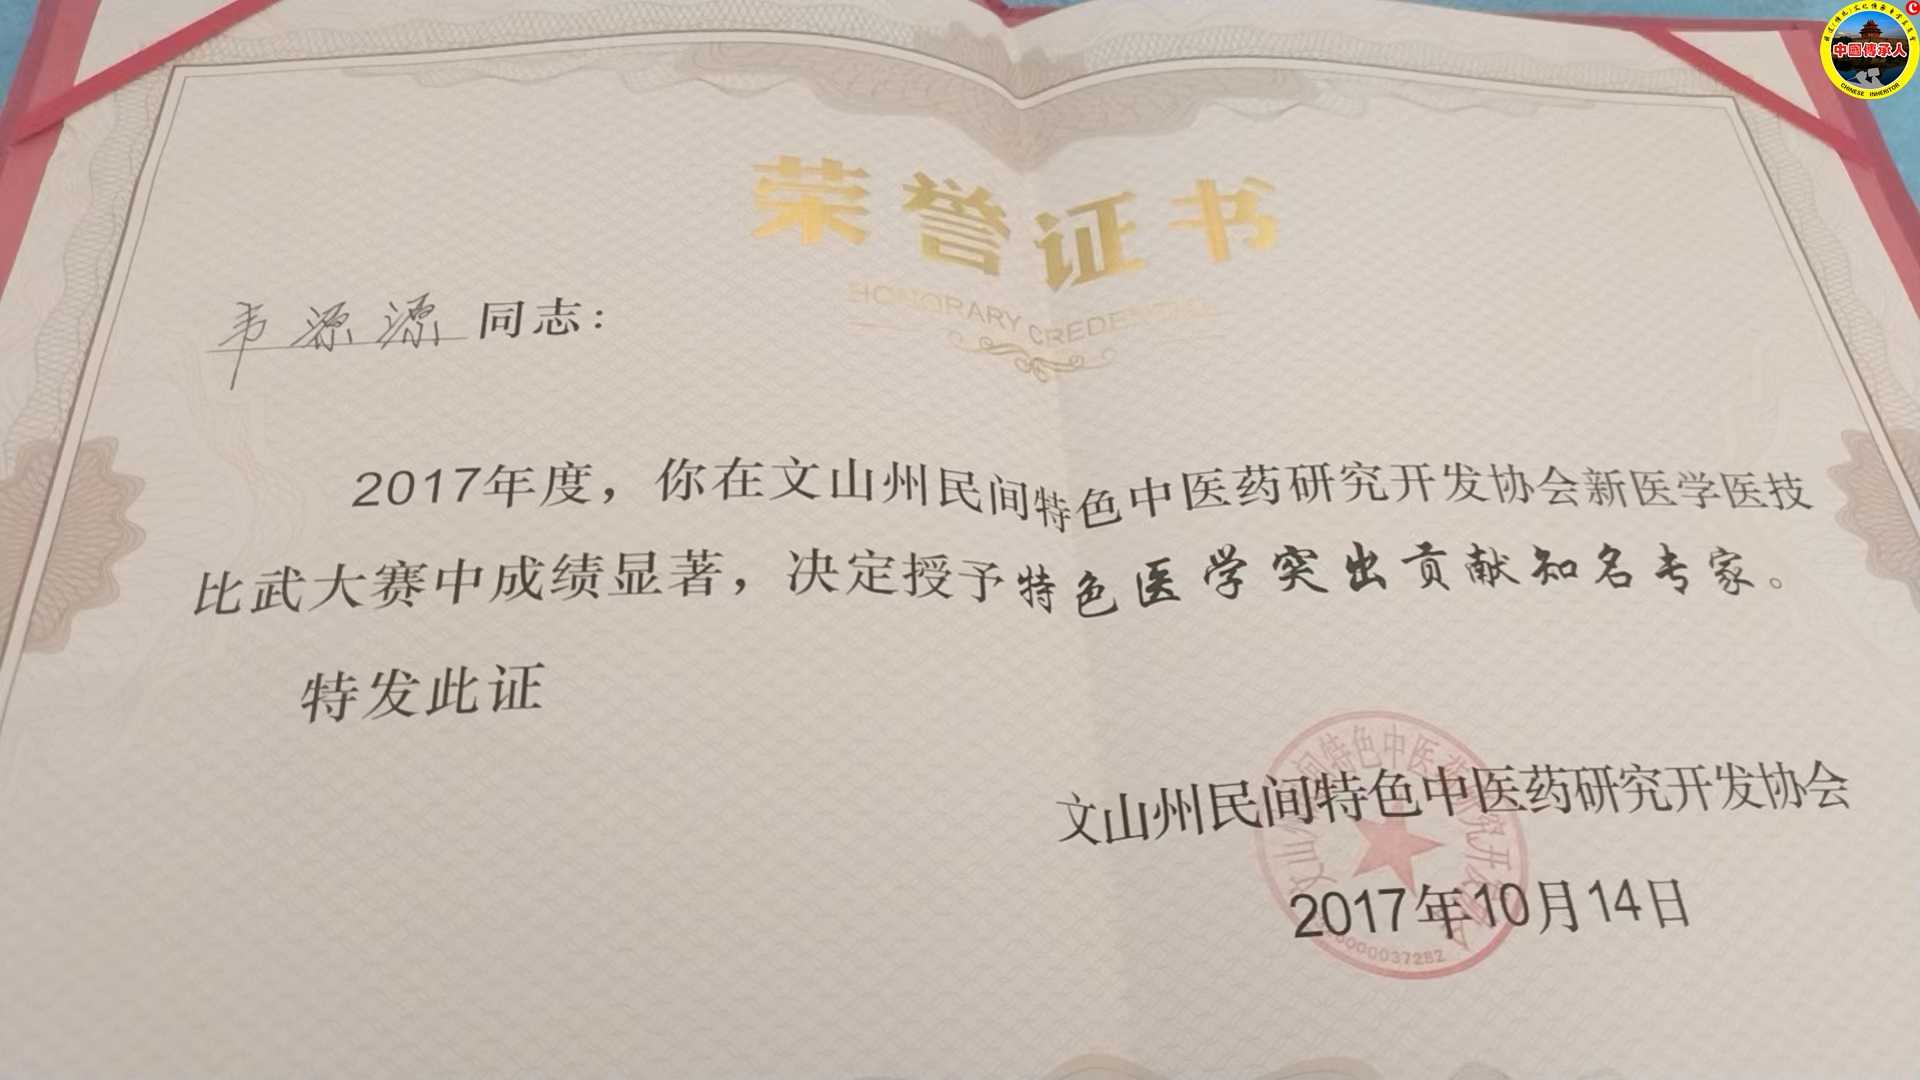 中國傳承人
CHINESE INHERITOR
荣誉证书
HONORARY CREDENTIAL
韦源源同志：
2017年度，你在文山州民间特色中医药研究开发协会新医学医技
比武大赛中成绩显著，决定授予特色医学突出贡献知名专家。
特发此证
文山州民间特色中医药研究开发协会
2017年10月14日